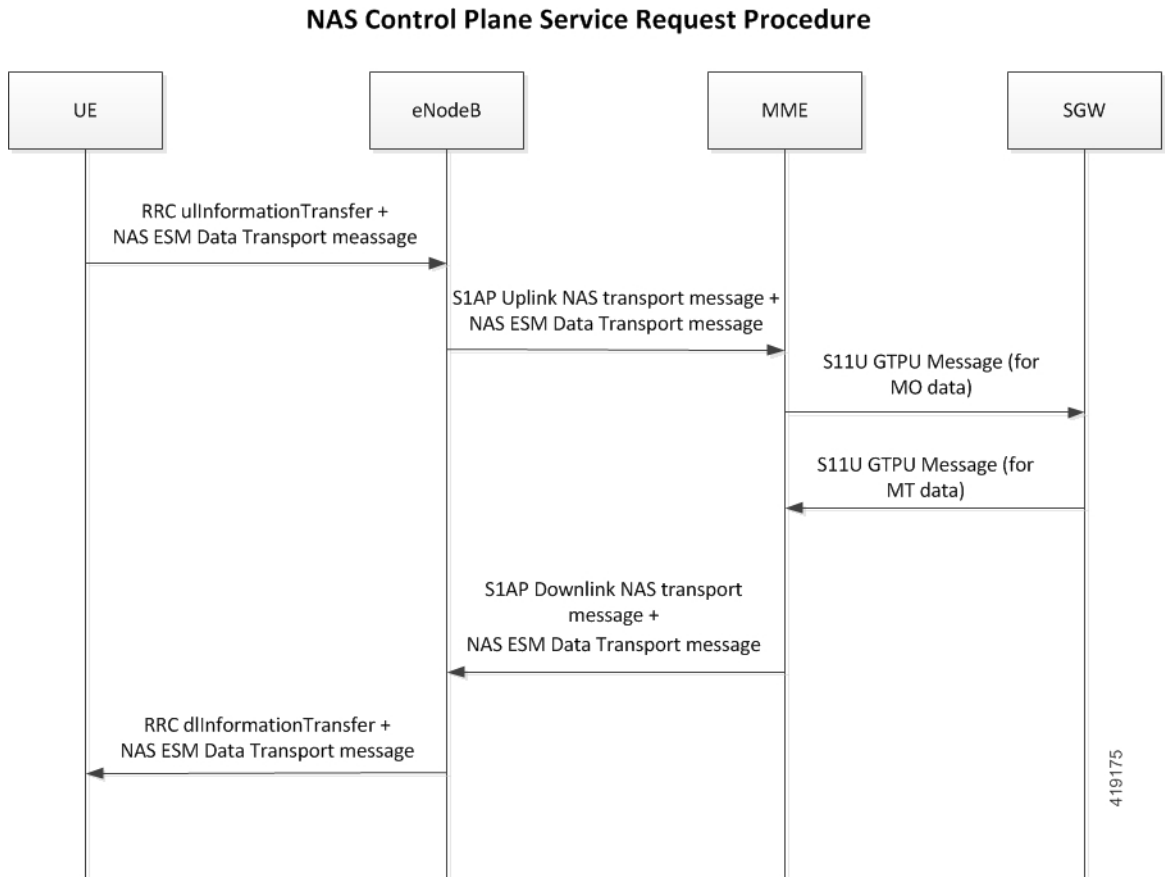 NAS Control Plane Service Request Procedure
UE
eNodeB
MME
SGW
RRC ulInformationTransfer +
NAS ESM Data Transport meassage
S1AP Uplink NAS transport message +
NAS ESM Data Transport message
S11U GTPU Message (for
MO data)
S11U GTPU Message (for
MT data)
S1AP Downlink NAS transport
message +
NAS ESM Data Transport message
RRC dlInformationTransfer +
NAS ESM Data Transport message
419175